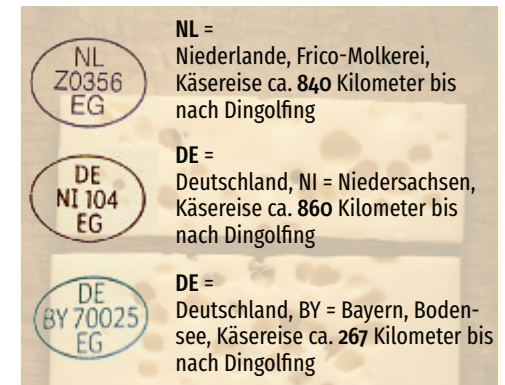 NL
Z0356
EG
NL =
Niederlande, Frico-Molkerei,
Käsereise ca. 840 Kilometer bis
nach Dingolfing
DE
NI 104
EG
DE =
Deutschland, NI = Niedersachsen,
Käsereise ca. 860 Kilometer bis
nach Dingolfing
DE
BY 70025
EG
DE =
Deutschland, BY = Bayern, Boden-
see, Käsereise ca. 267 Kilometer bis
nach Dingolfing